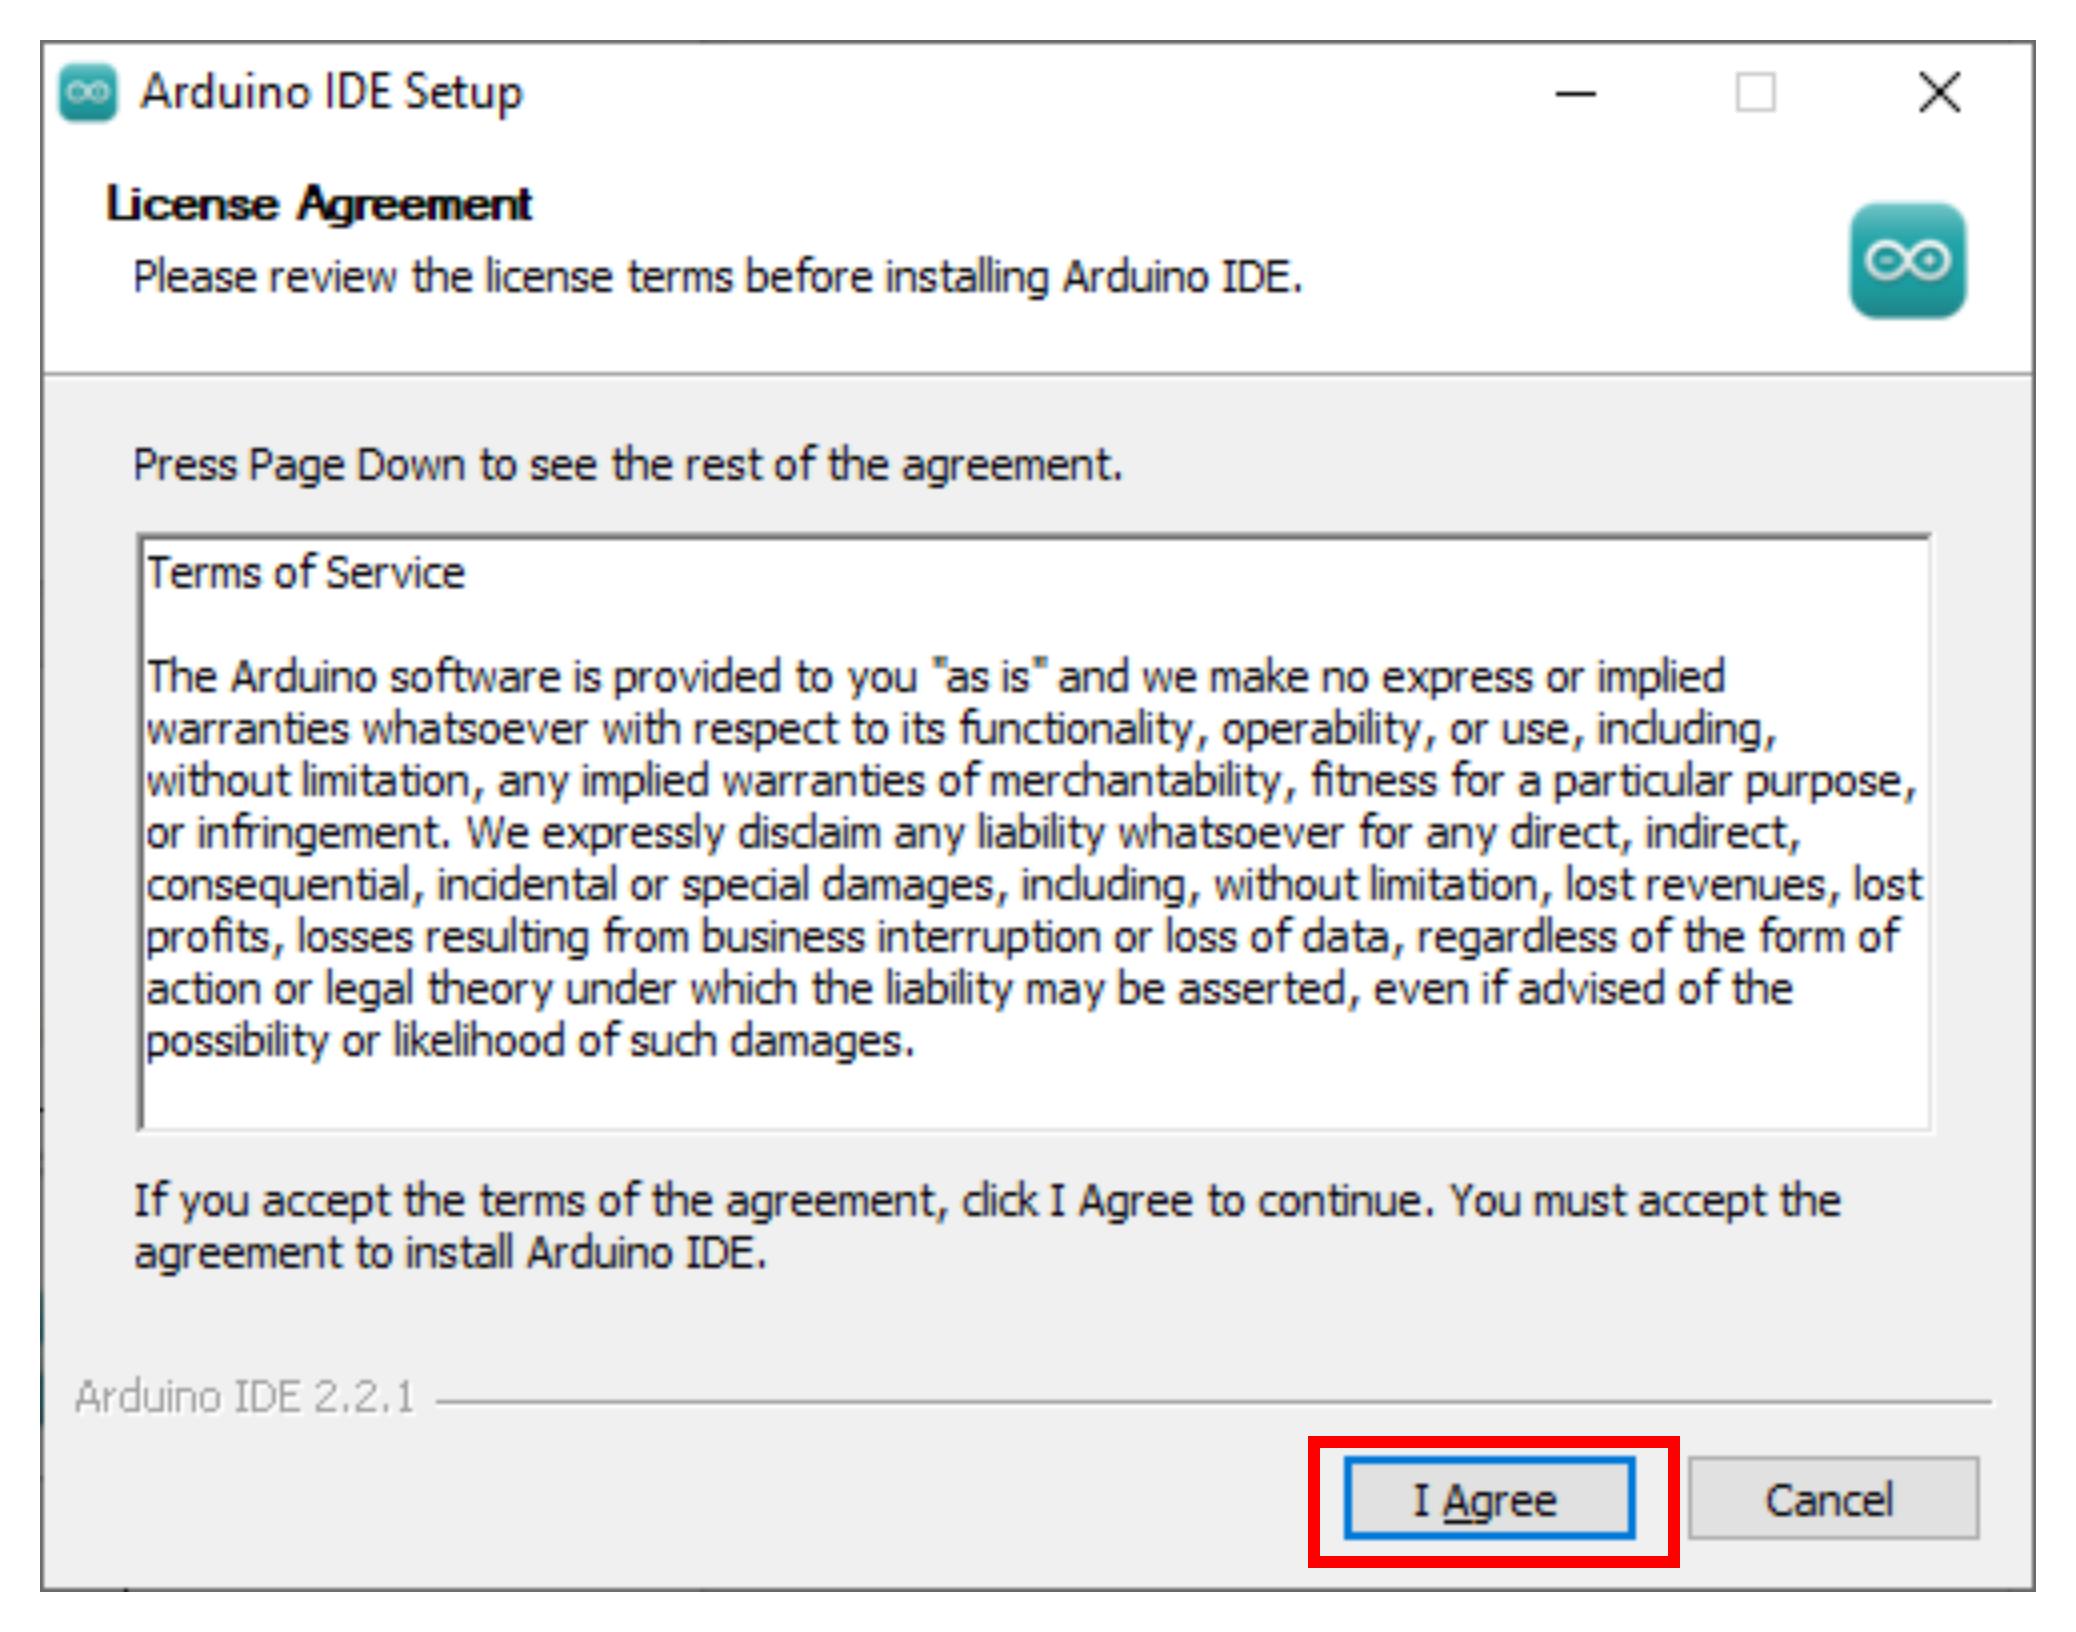 Arduino IDE Setup
License Agreement
Please review the license terms before installing Arduino IDE.
Press Page Down to see the rest of the agreement.
Terms of Service
The Arduino software is provided to you "as is" and we make no express or implied
warranties whatsoever with respect to its functionality, operability, or use, including,
without limitation, any implied warranties of merchantability, fitness for a particular purpose,
or infringement. We expressly disclaim any liability whatsoever for any direct, indirect,
consequential, incidental or special damages, including, without limitation, lost revenues, lost
profits, losses resulting from business interruption or loss of data, regardless of the form of
action or legal theory under which the liability may be asserted, even if advised of the
possibility or likelihood of such damages.
If you accept the terms of the agreement, click I Agree to continue. You must accept the
agreement to install Arduino IDE.
Arduino IDE 2.2.1
I Agree
Cancel